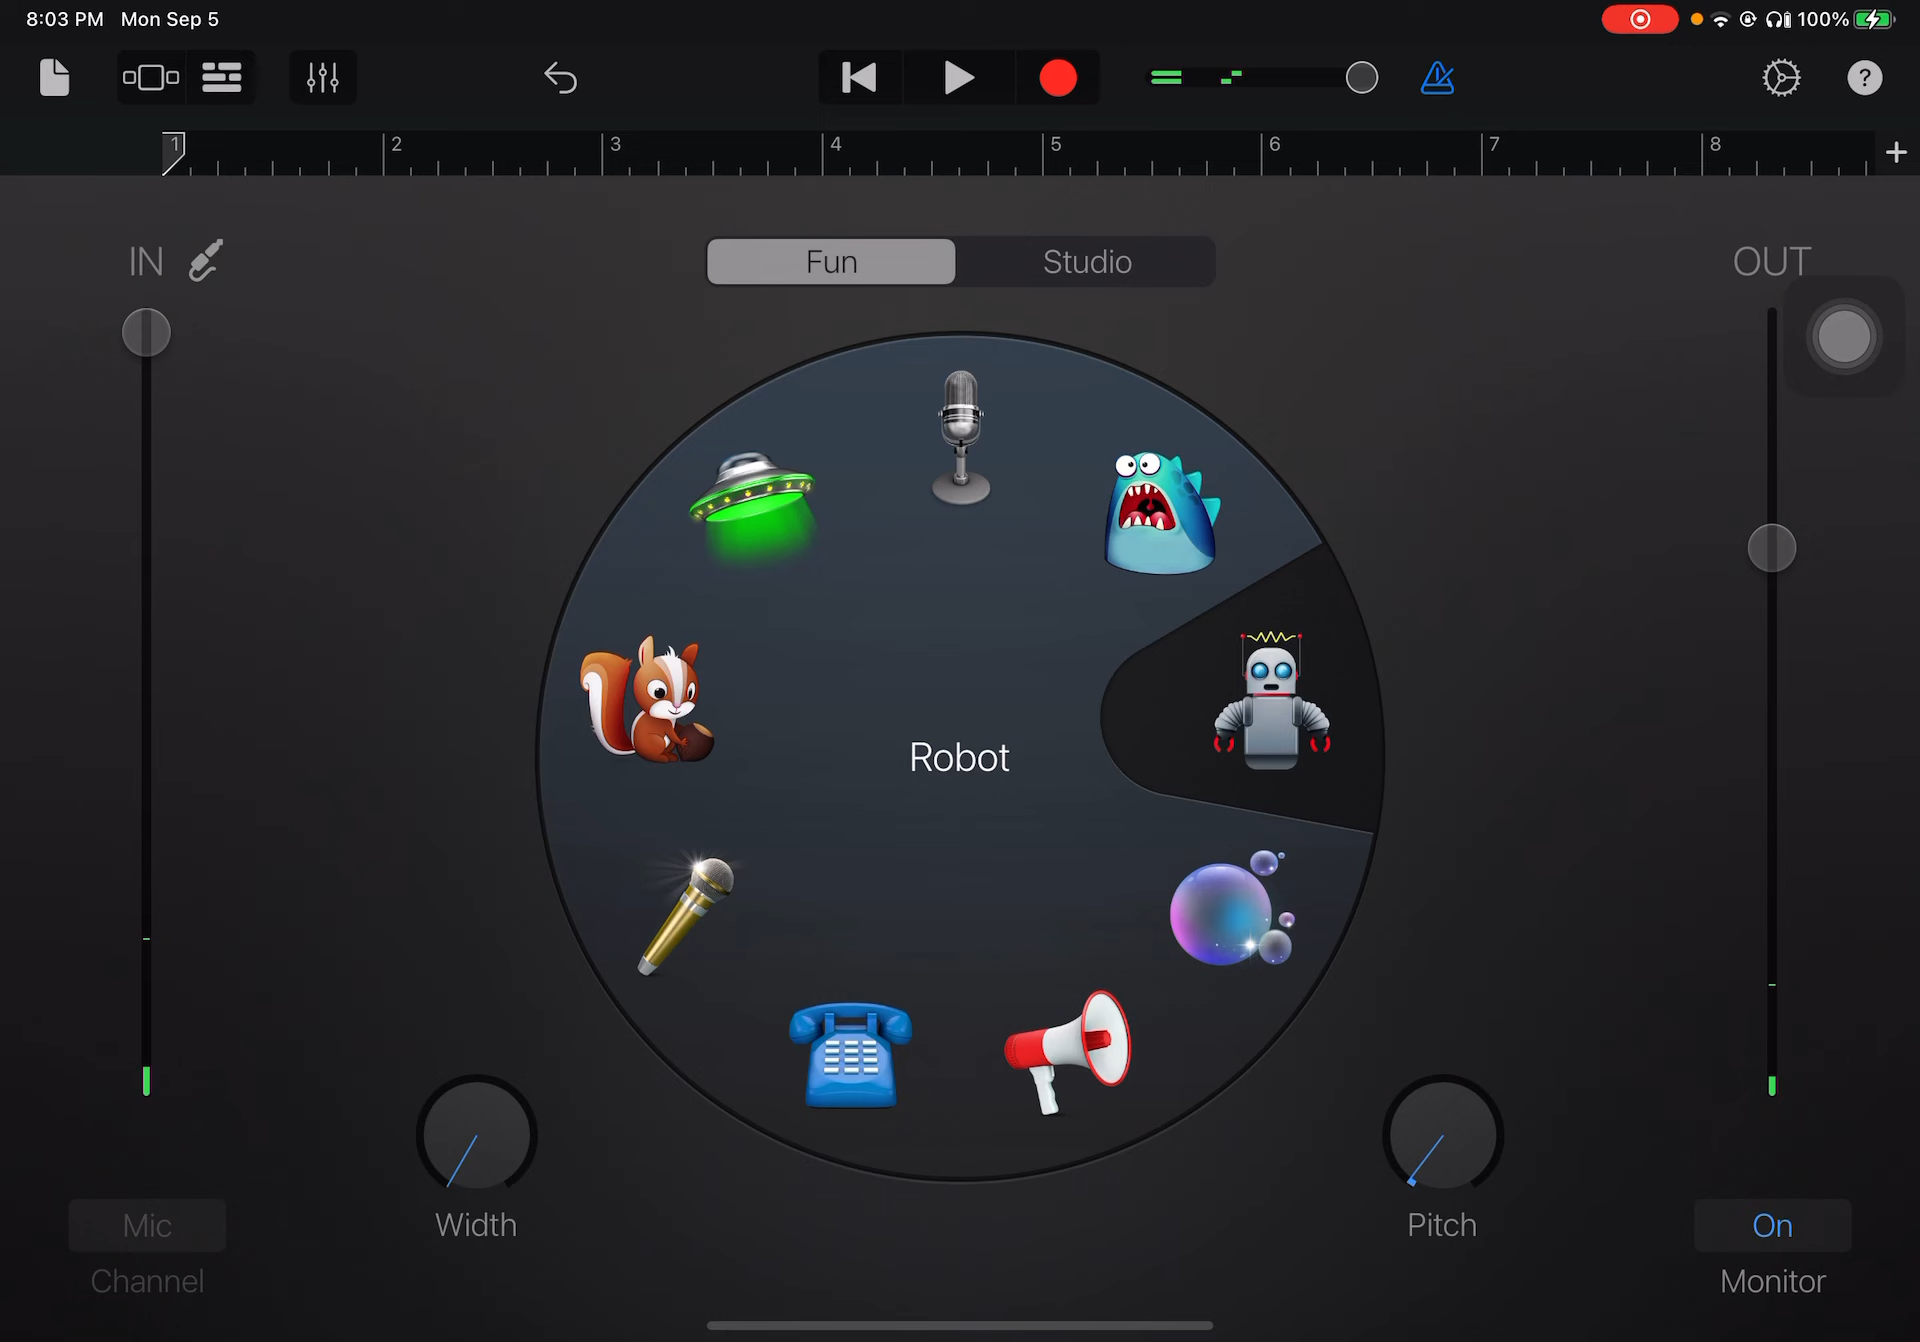 8:03 PM Mon Sep 5
100%
?
1 2 3 4 5 6 7 8 +
IN
Fun Studio
OUT
Robot
Width
Pitch
Mic
On
Channel
Monitor